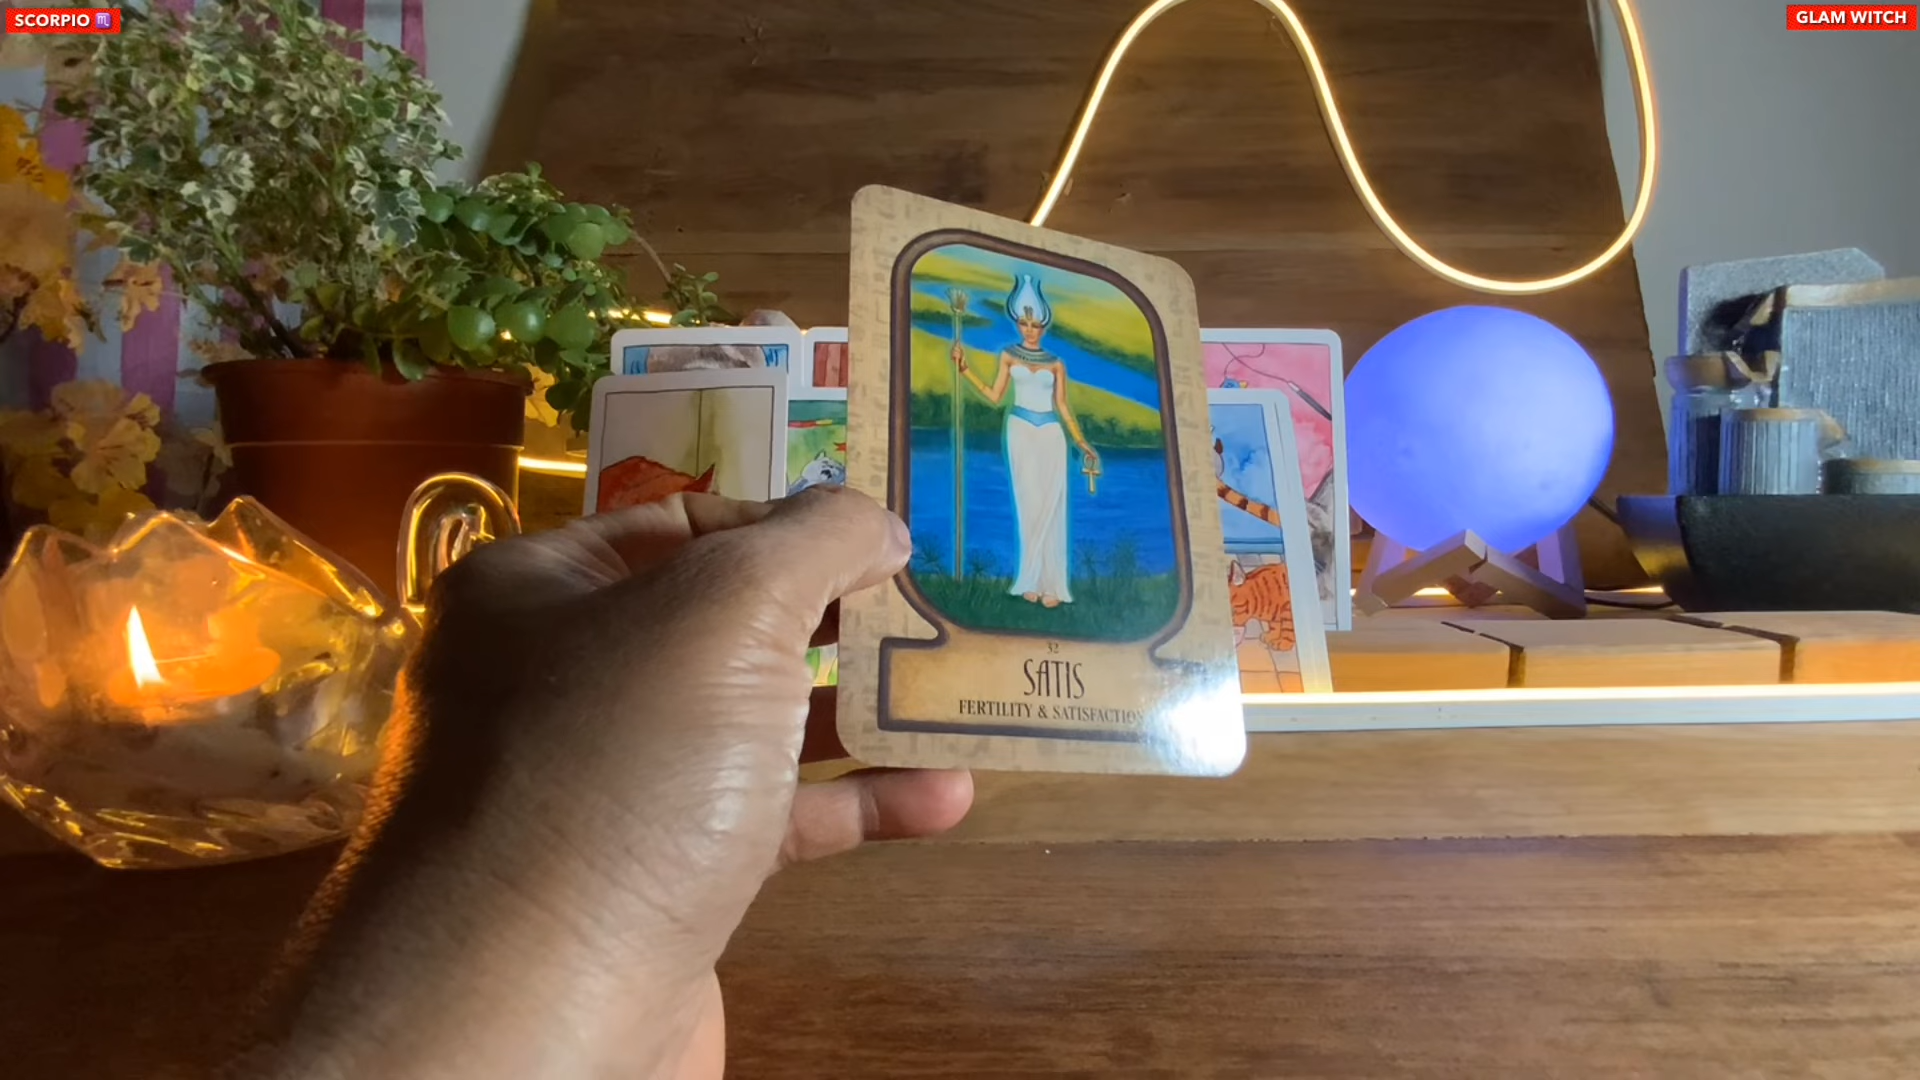 SCORPIO ♏
GLAM WITCH
32
SATIS
FERTILITY & SATISFACTION